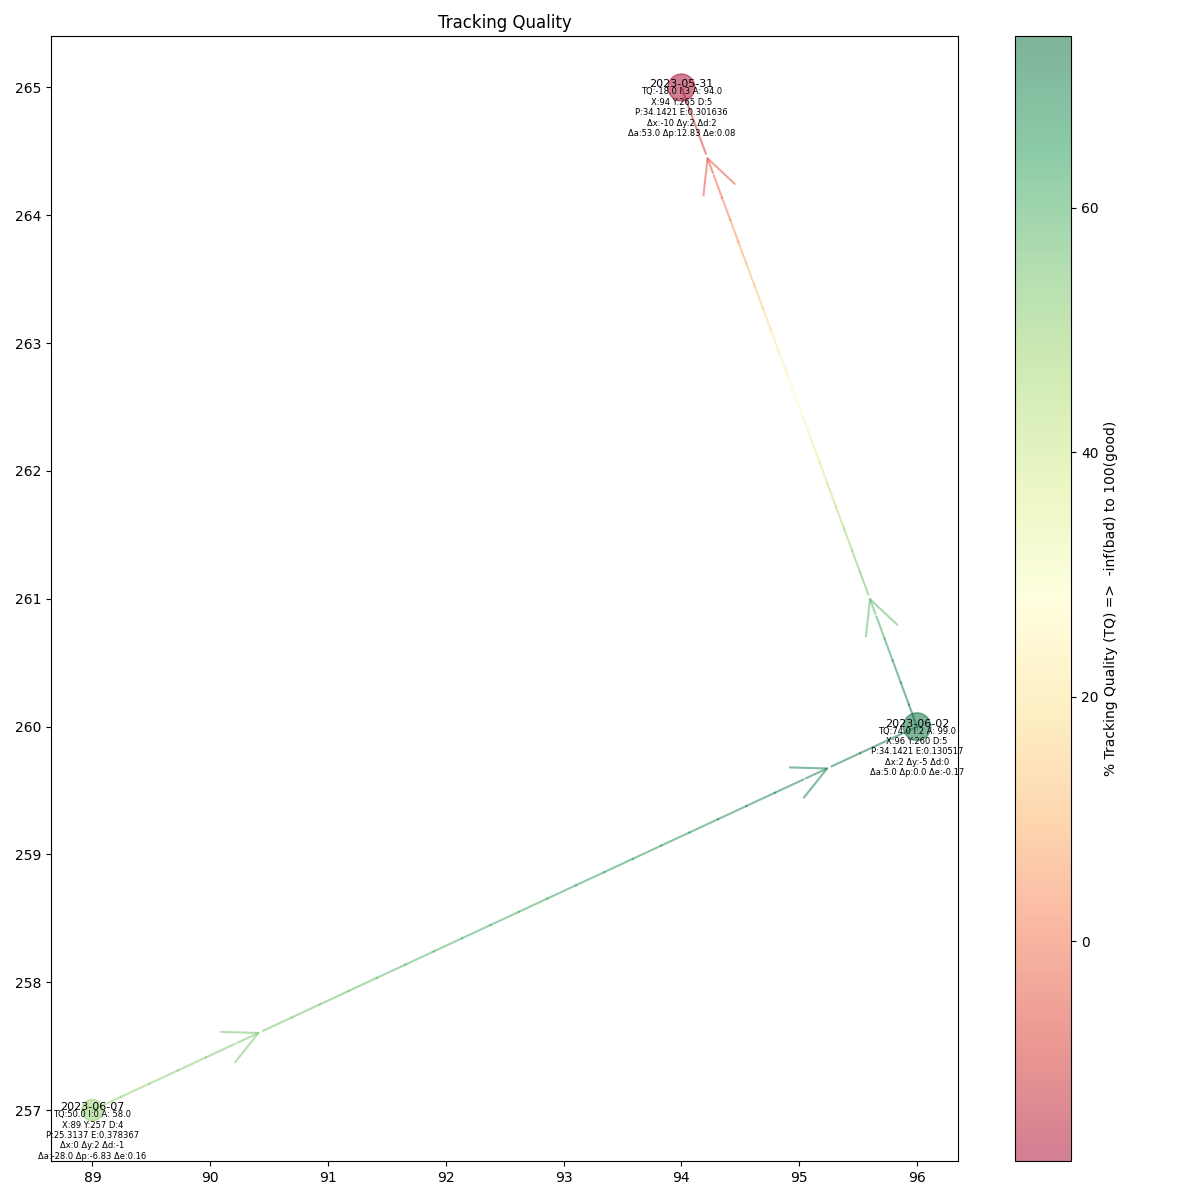 Tracking Quality
265
264
263
262
261
260
259
258
257
2023-05-31
TQ:-18.0 I:3 A: 94.0
X:94 Y:265 D:5
P:34.1421 E:0.301636
Δx:-10 Δy:2 Δd:2
Δa:53.0 Δp:12.83 Δe:0.08
2023-06-02
TQ:74.0 I:2 A: 99.0
X:96 Y:260 D:5
P:34.1421 E:0.130517
Δx:2 Δy:-5 Δd:0
Δa:5.0 Δp:0.0 Δe:-0.17
2023-06-07
TQ:50.0 I:0 A: 58.0
X:89 Y:257 D:4
P:25.3137 E:0.378367
Δx:0 Δy:2 Δd:-1
Δa:-28.0 Δp:-6.83 Δe:0.16
89 90 91 92 93 94 95 96
60
40
20
0
% Tracking Quality (TQ) => -inf(bad) to 100(good)